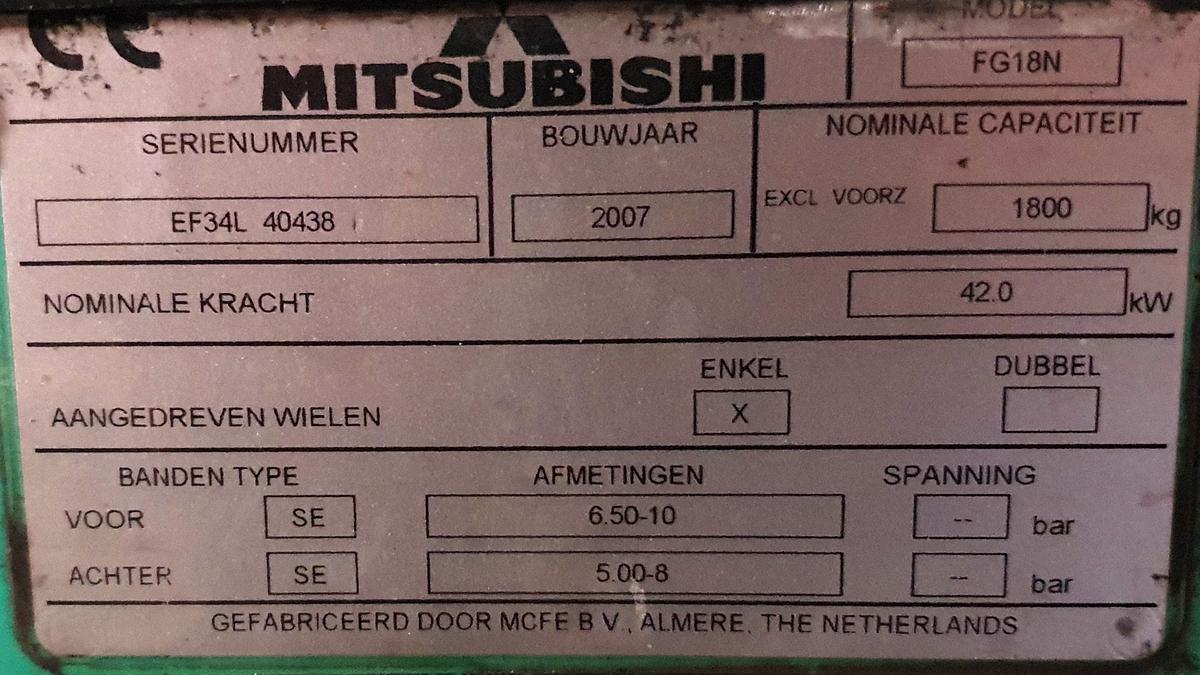 CE
MODEL
MITSUBISHI
FG18N
SERIENUMMER
BOUWJAAR
NOMINALE CAPACITEIT
EF34L 40438
2007
EXCL VOORZ
1800
kg
NOMINALE KRACHT
42.0
kW
ENKEL
DUBBEL
AANGEDREVEN WIELEN
X
BANDEN TYPE
AFMETINGEN
SPANNING
VOOR
SE
6.50-10
--
bar
ACHTER
SE
5.00-8
--
bar
GEFABRICEERD DOOR MCFE B V., ALMERE, THE NETHERLANDS